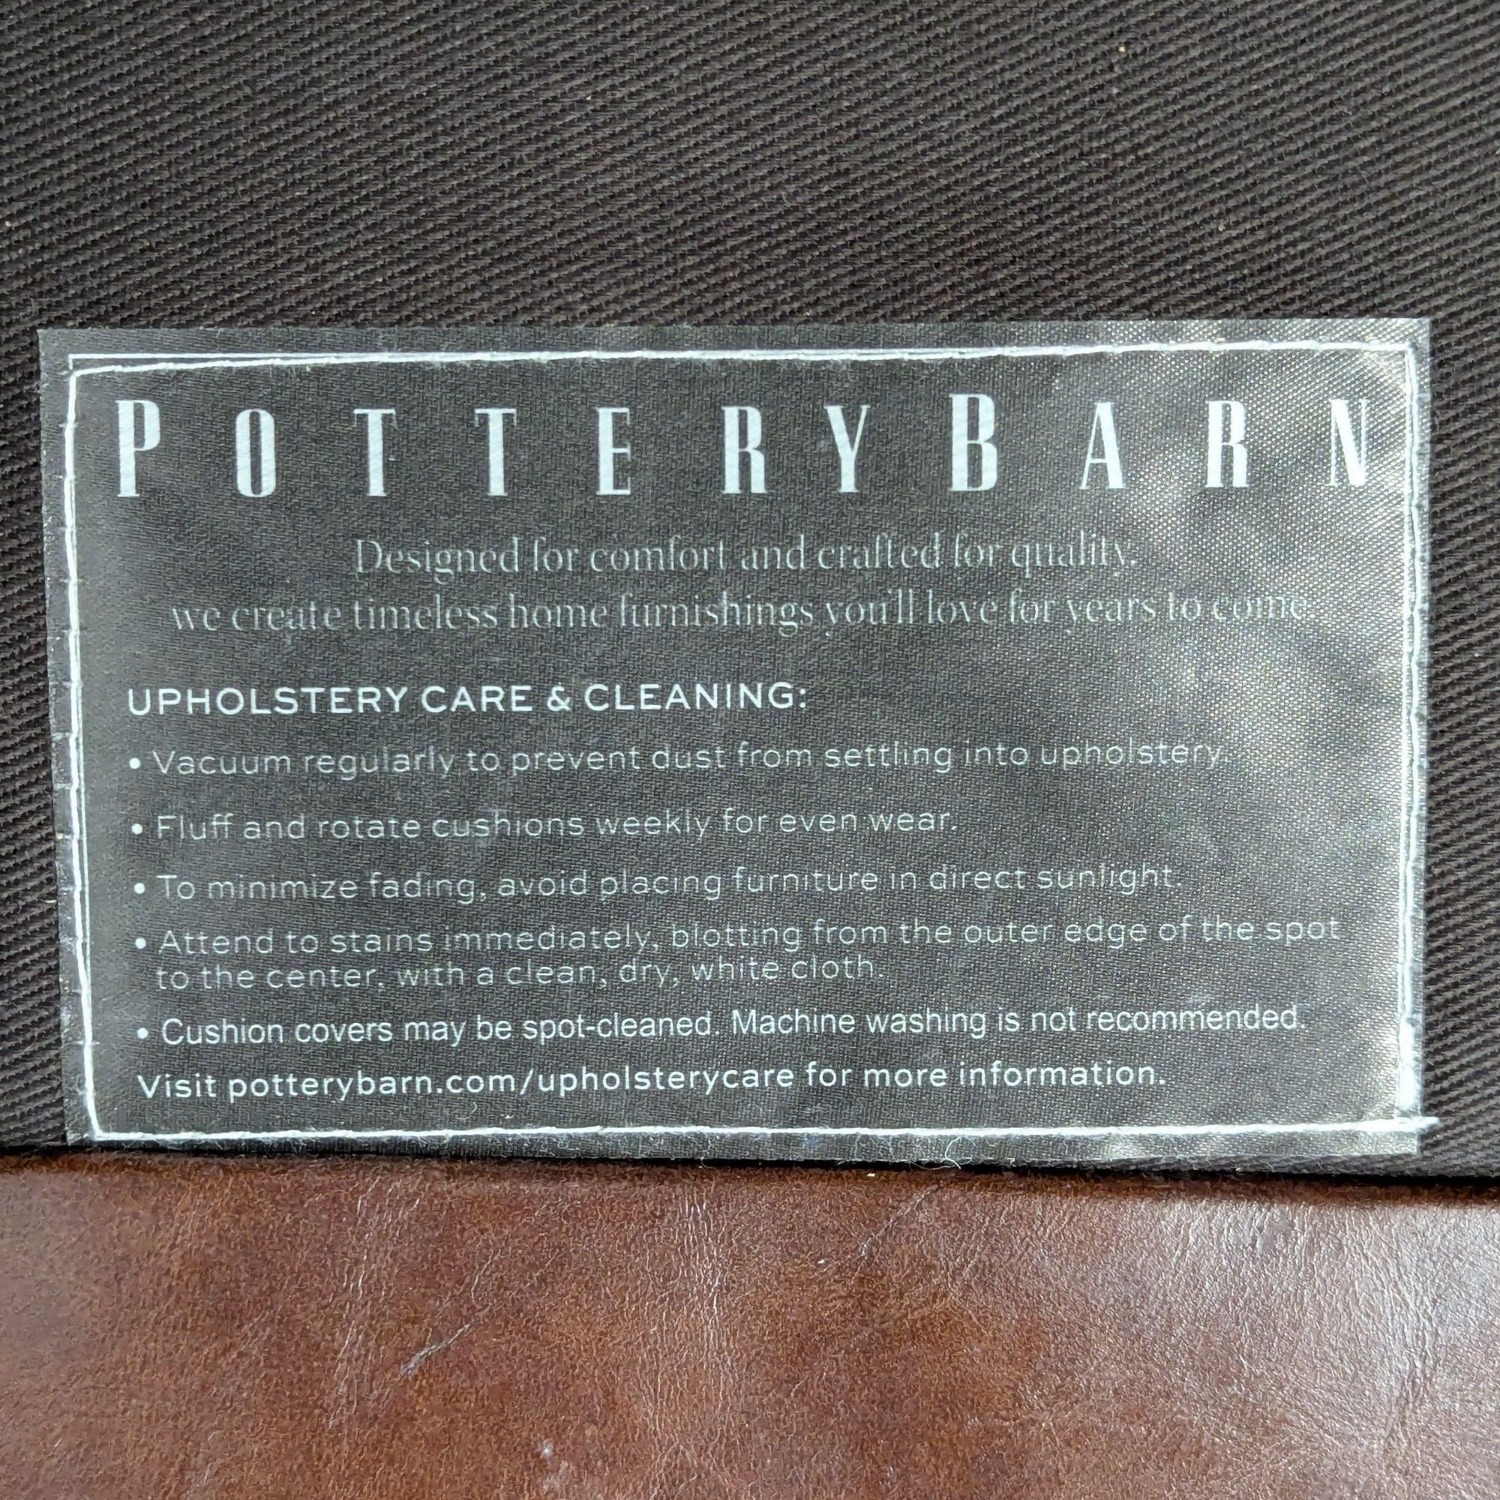 POTTERYBARN
Designed for comfort and crafted for quality,
we create timeless home furnishings you'll love for years to come.
UPHOLSTERY CARE & CLEANING:
• Vacuum regularly to prevent dust from settling into upholstery.
• Fluff and rotate cushions weekly for even wear.
• To minimize fading, avoid placing furniture in direct sunlight.
• Attend to stains immediately, blotting from the outer edge of the spot
to the center, with a clean, dry, white cloth.
• Cushion covers may be spot-cleaned. Machine washing is not recommended.
Visit potterybarn.com/upholsterycare for more information.